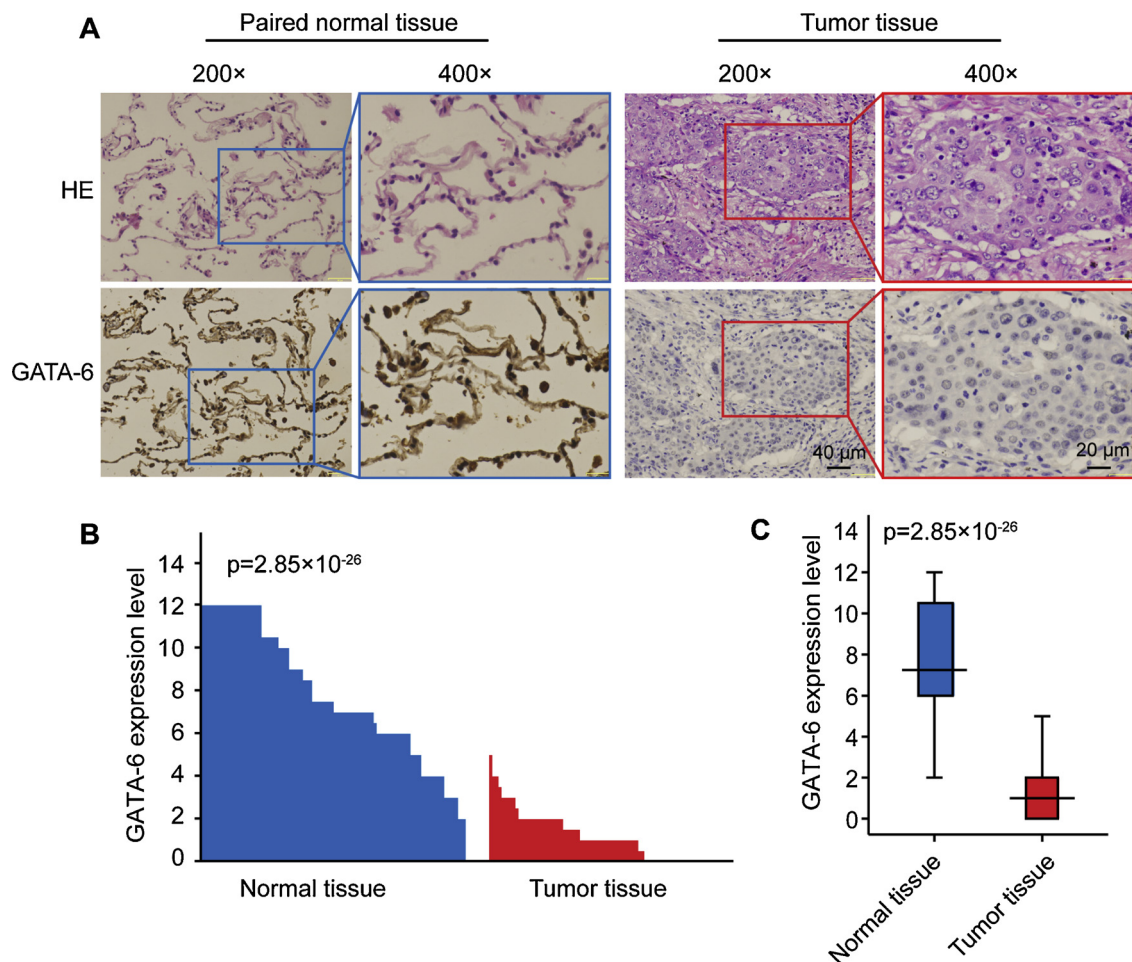 A
Paired normal tissue
Tumor tissue
200×
400×
200×
400×
HE
GATA-6
40 µm
20 µm
B
p=2.85×10⁻²⁶
GATA-6 expression level
14
12
10
8
6
4
2
0
Normal tissue
Tumor tissue
C
p=2.85×10⁻²⁶
GATA-6 expression level
14
12
10
8
6
4
2
0
Normal tissue
Tumor tissue